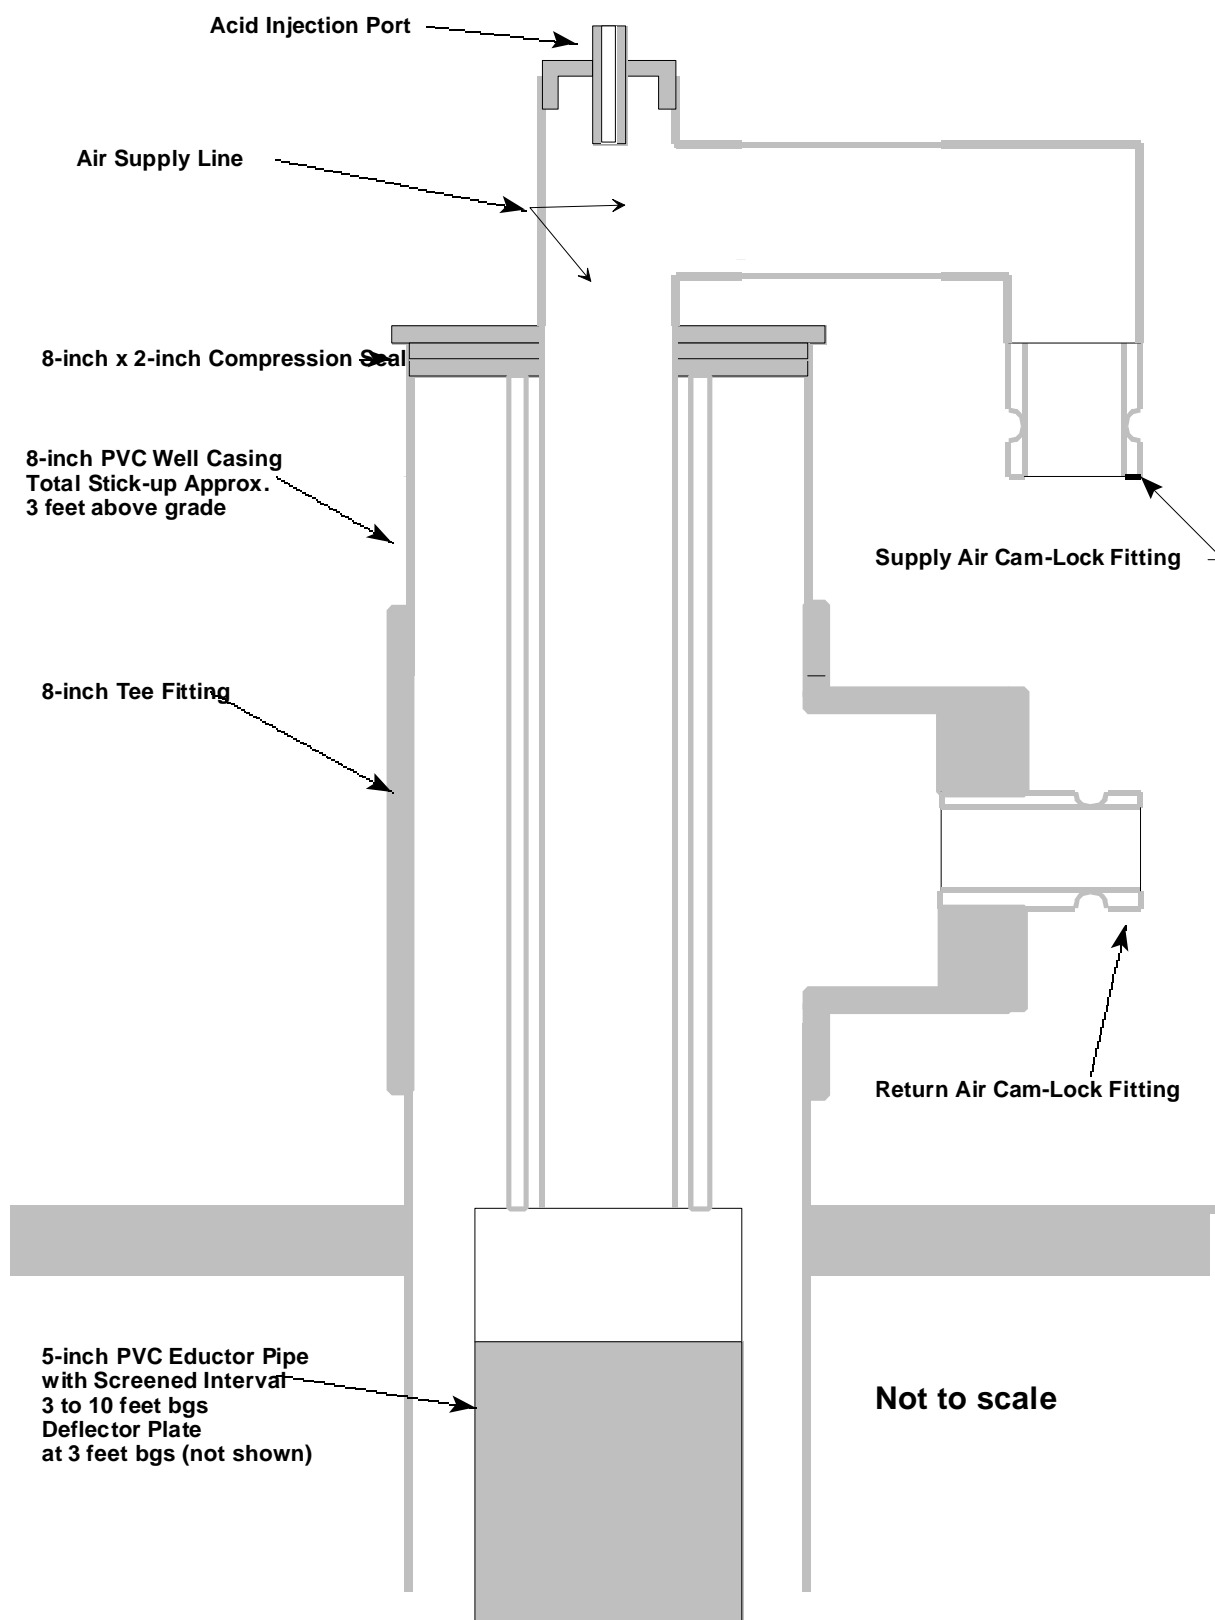 Acid Injection Port
Air Supply Line
8-inch x 2-inch Compression Seal
8-inch PVC Well Casing
Total Stick-up Approx.
3 feet above grade
Supply Air Cam-Lock Fitting
8-inch Tee Fitting
Return Air Cam-Lock Fitting
5-inch PVC Eductor Pipe
with Screened Interval
3 to 10 feet bgs
Deflector Plate
at 3 feet bgs (not shown)
Not to scale